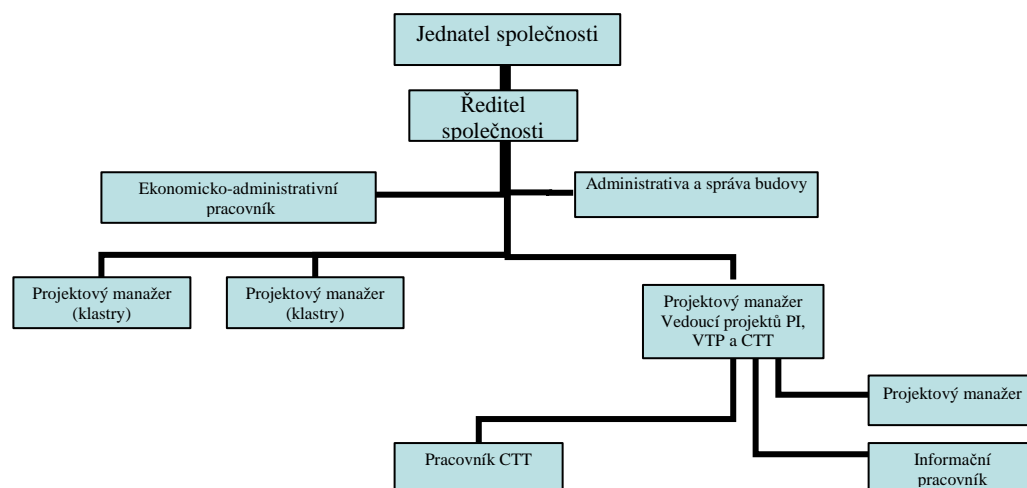 Jednatel společnosti
Ředitel
společnosti
Ekonomicko-administrativní
pracovník
Administrativa a správa budovy
Projektový manažer
(klastry)
Projektový manažer
(klastry)
Projektový manažer
Vedoucí projektů PI,
VTP a CTT
Projektový manažer
Pracovník CTT
Informační
pracovník